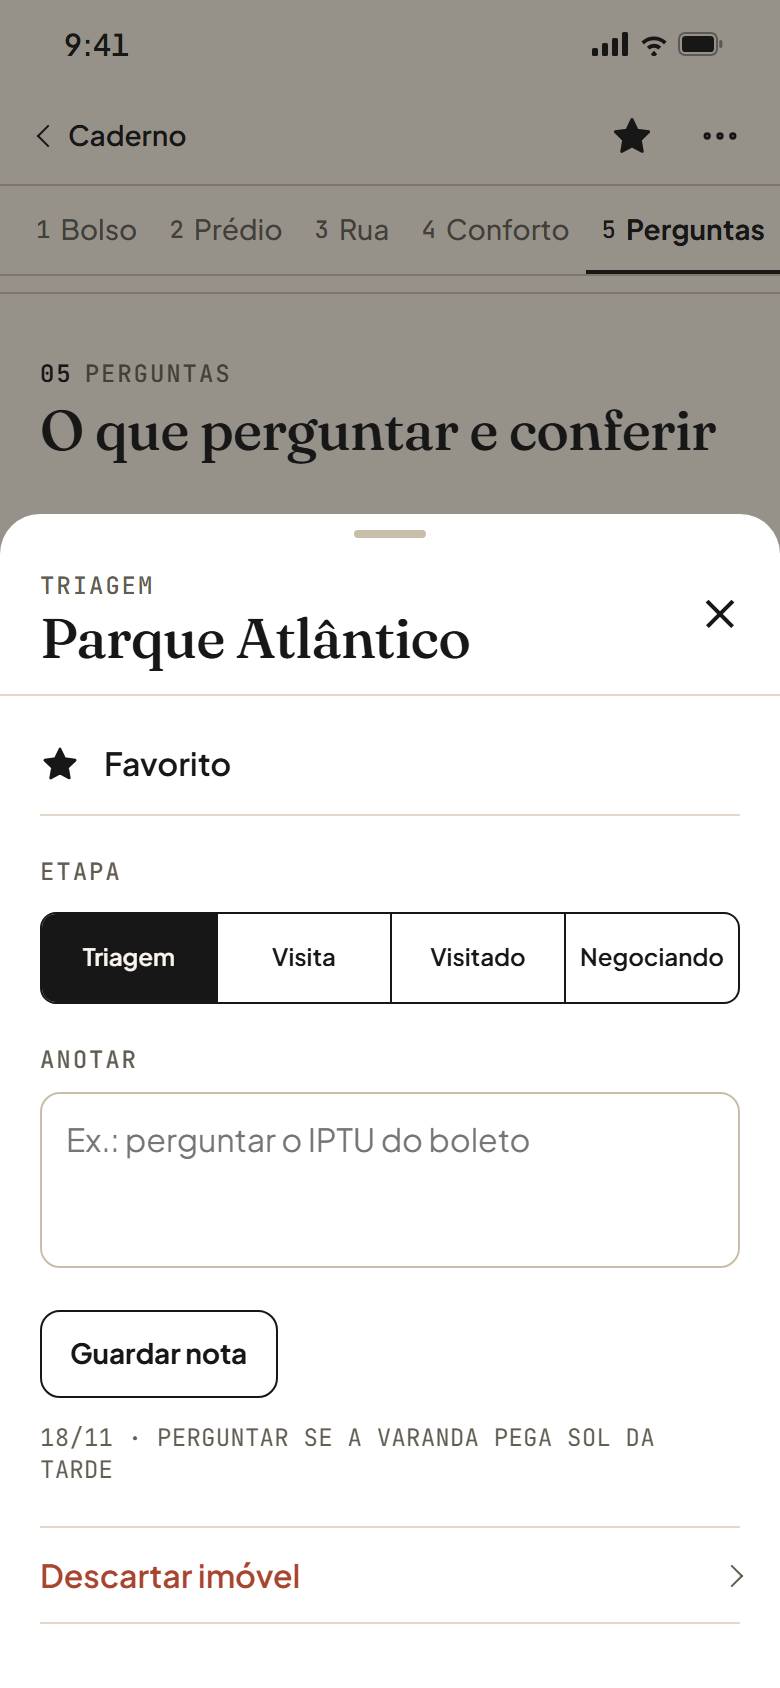 9:41
Caderno
1 Bolso 2 Prédio 3 Rua 4 Conforto 5 Perguntas
05 PERGUNTAS
O que perguntar e conferir
TRIAGEM
Parque Atlântico
Favorito
ETAPA
Triagem Visita Visitado Negociando
ANOTAR
Ex.: perguntar o IPTU do boleto
Guardar nota
18/11 · PERGUNTAR SE A VARANDA PEGA SOL DA
TARDE
Descartar imóvel